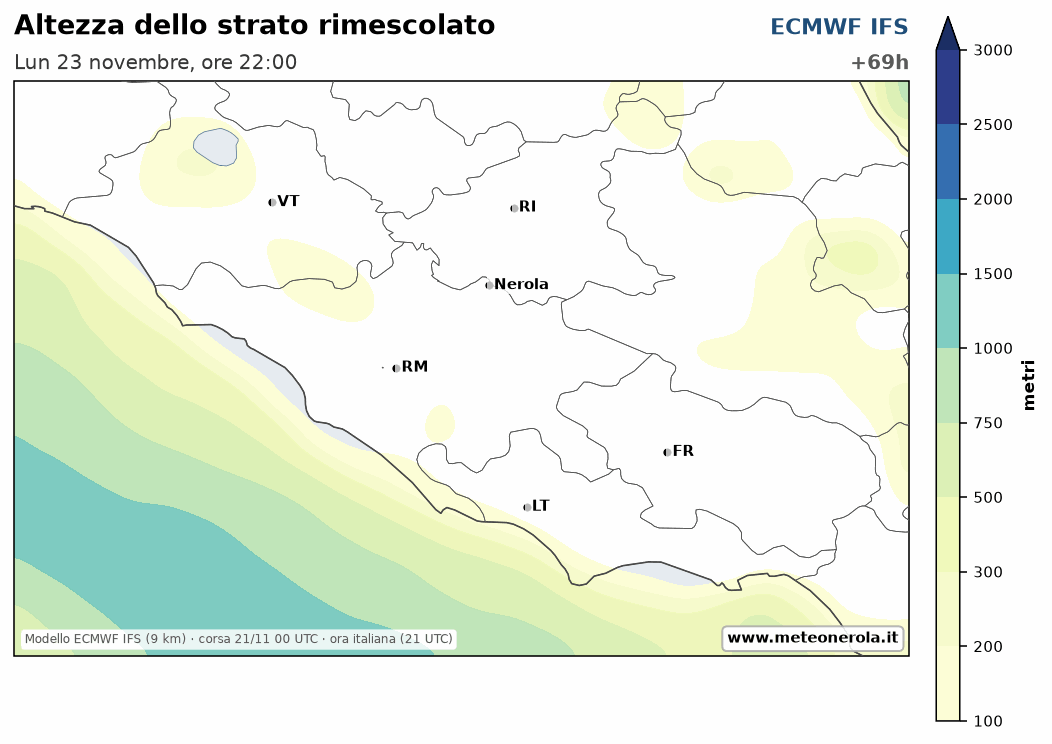 Altezza dello strato rimescolato
ECMWF IFS
Lun 23 novembre, ore 22:00
+69h
3000
2500
2000
1500
1000
750
500
300
200
100
metri
VT
RI
Nerola
RM
FR
LT
Modello ECMWF IFS (9 km) · corsa 21/11 00 UTC · ora italiana (21 UTC)
www.meteonerola.it